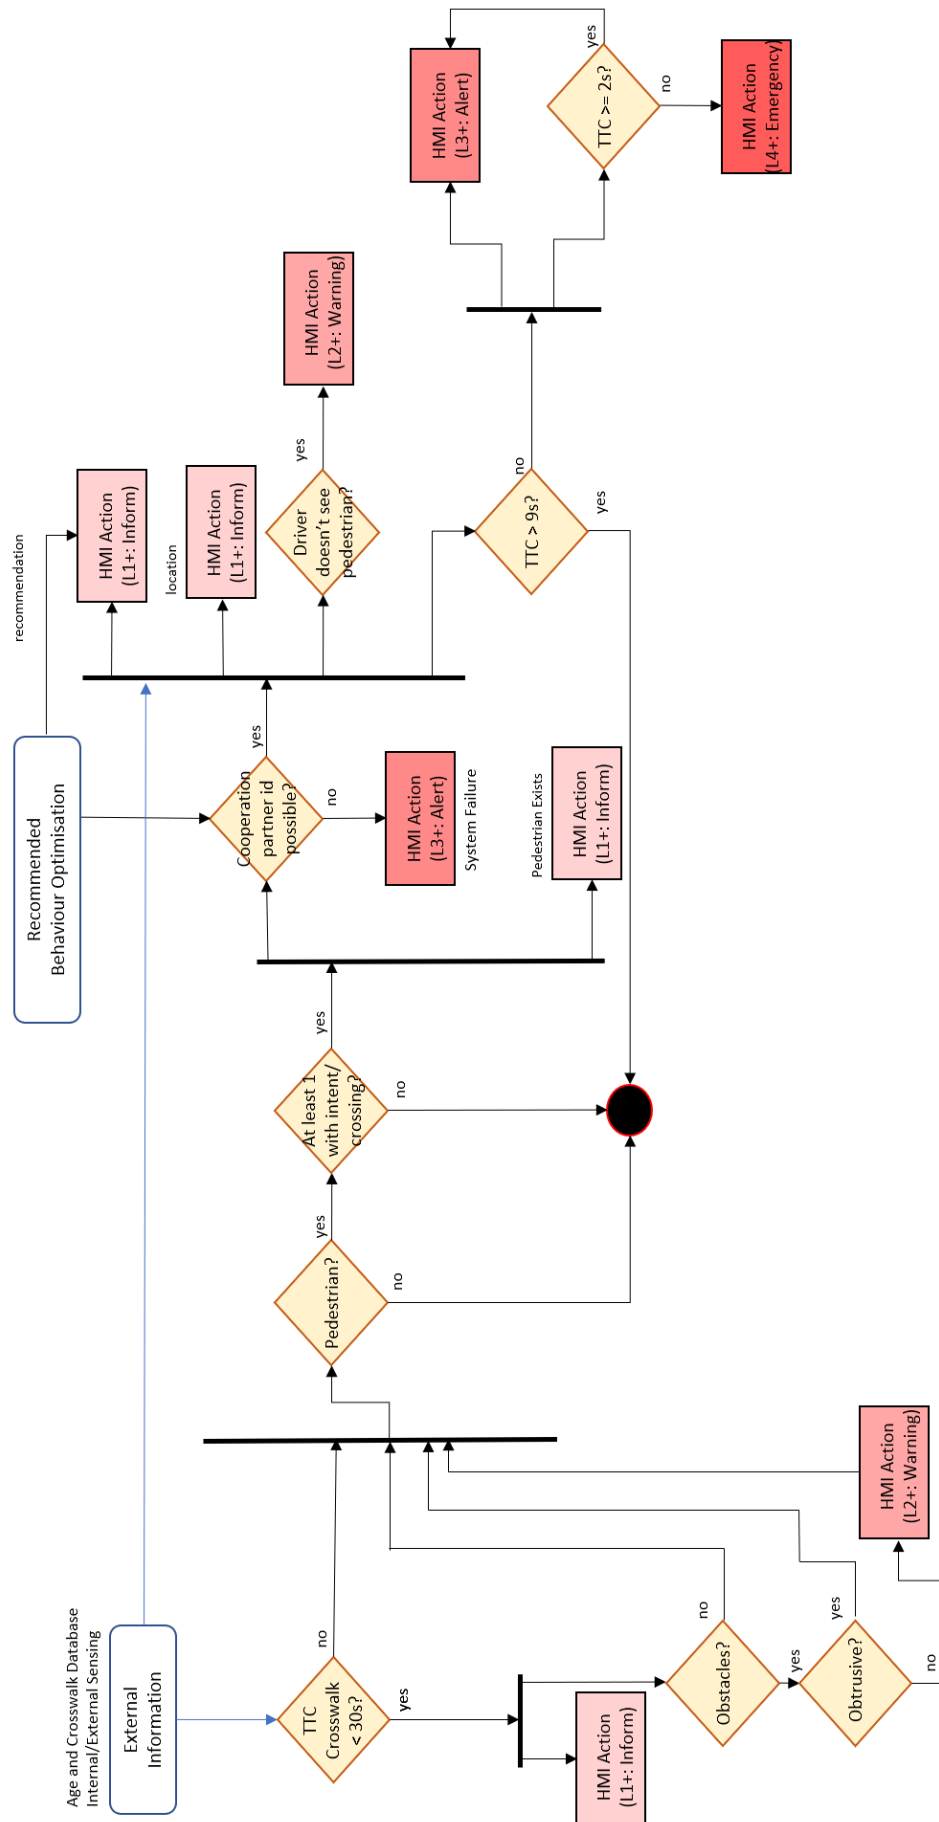 Age and Crosswalk Database
Internal/External Sensing
External
Information
TTC
Crosswalk
< 30s?
no
yes
HMI Action
(L1+: Inform)
Obstacles?
no
yes
Obtrusive?
yes
no
HMI Action
(L2+: Warning)
Pedestrian?
yes
no
At least 1
with intent/
crossing?
yes
no
Recommended
Behaviour Optimisation
Cooperation
partner id
possible?
yes
no
HMI Action
(L3+: Alert)
System Failure
Pedestrian Exists
HMI Action
(L1+: Inform)
recommendation
HMI Action
(L1+: Inform)
location
HMI Action
(L1+: Inform)
Driver
doesn't see
pedestrian?
yes
HMI Action
(L2+: Warning)
TTC > 9s?
no
yes
HMI Action
(L3+: Alert)
TTC >= 2s?
yes
no
HMI Action
(L4+: Emergency)